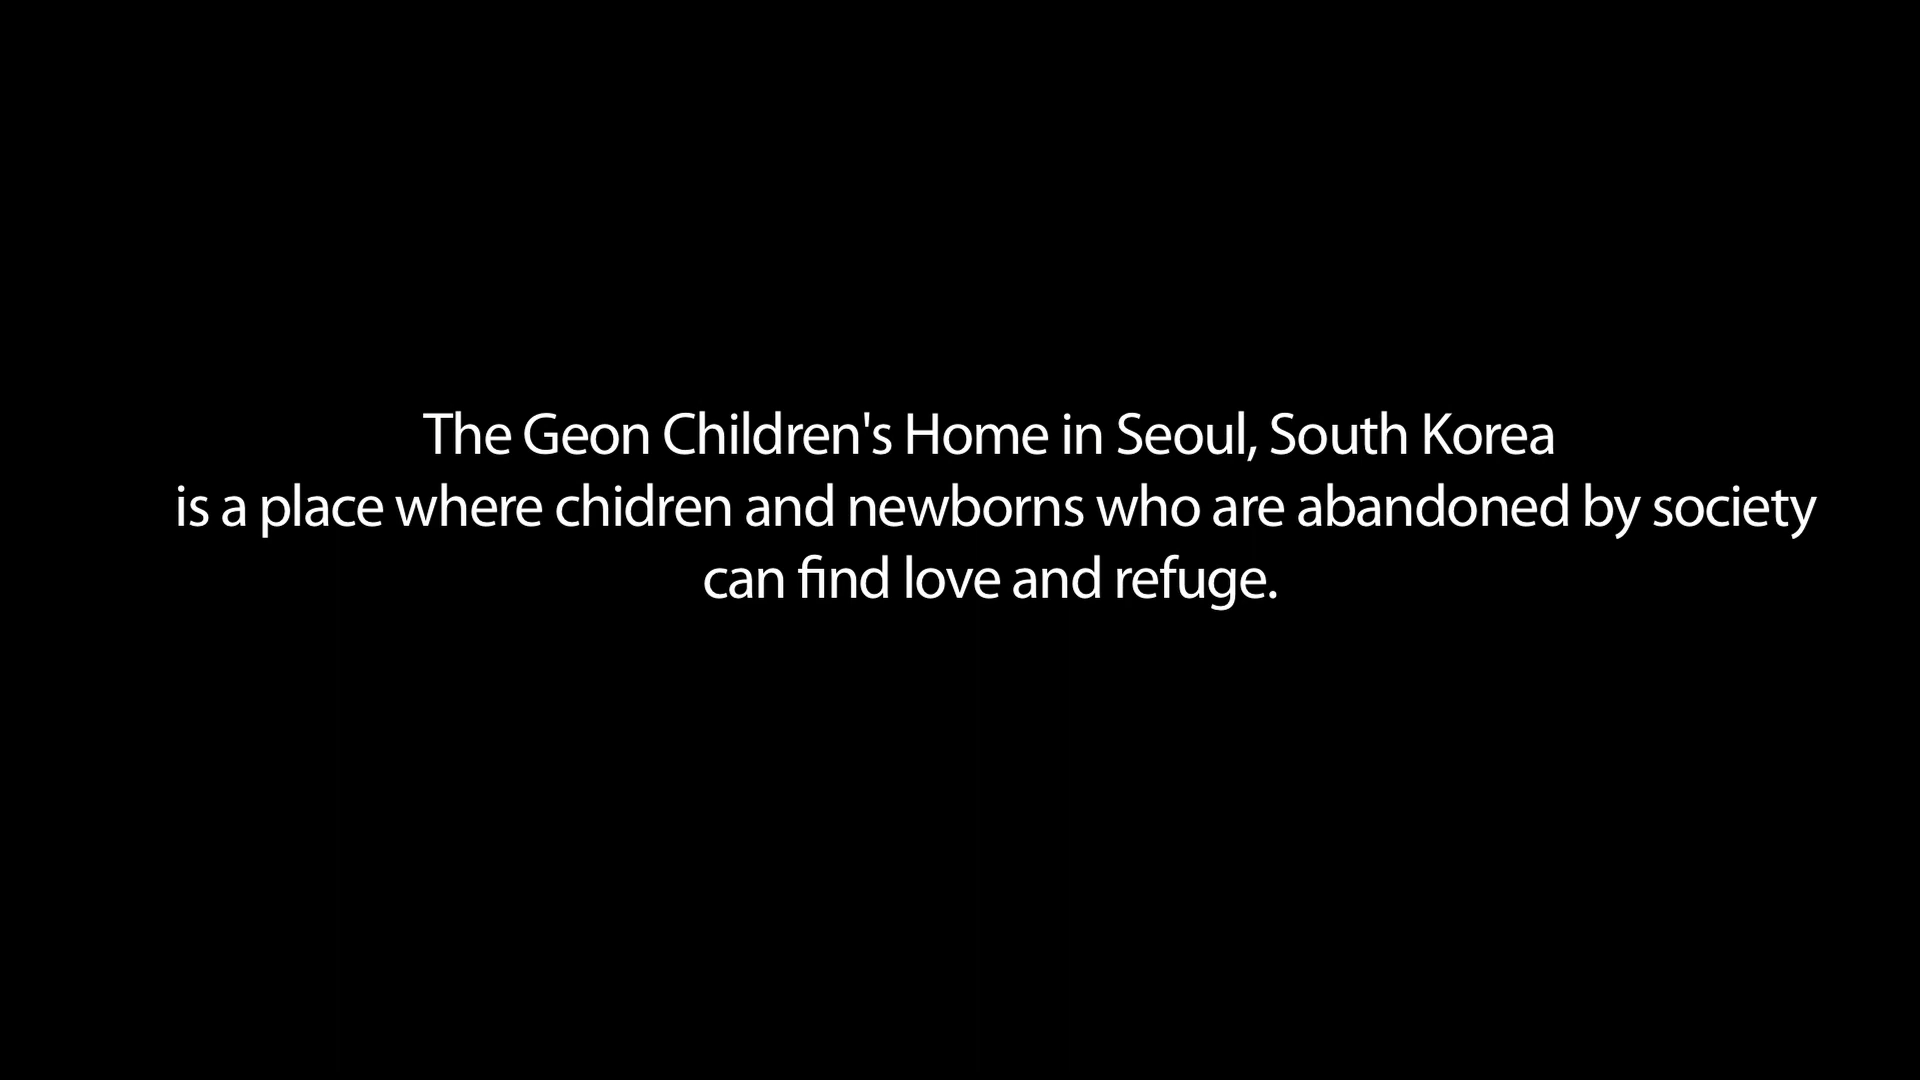 The Geon Children's Home in Seoul, South Korea
is a place where chidren and newborns who are abandoned by society
can find love and refuge.